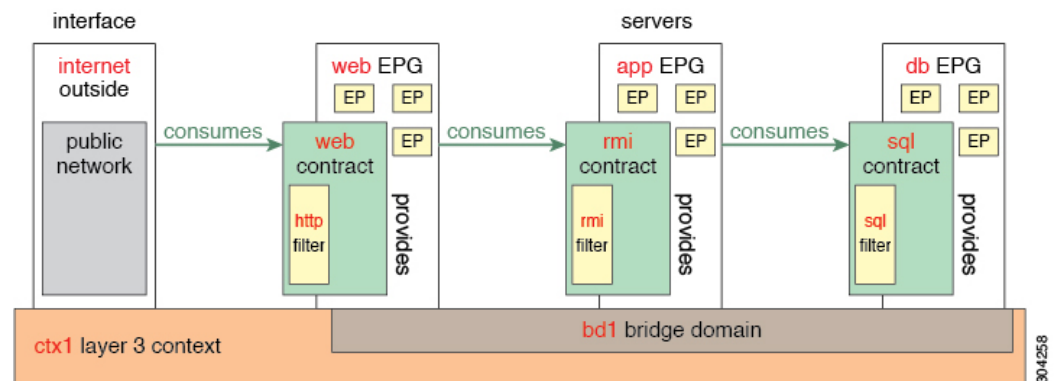 interface
servers
internet
outside
public
network
consumes
web EPG
EP
EP
EP
web
contract
http
filter
provides
consumes
app EPG
EP
EP
EP
rmi
contract
rmi
filter
provides
consumes
db EPG
EP
EP
EP
sql
contract
sql
filter
provides
bd1 bridge domain
ctx1 layer 3 context
304258